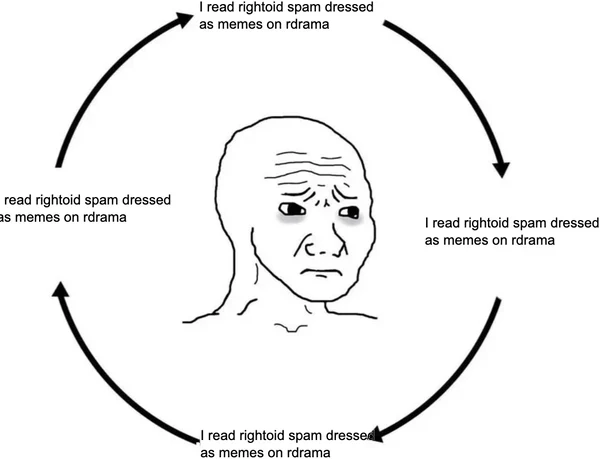 I read rightoid spam dressed
as memes on rdrama
I read rightoid spam dressed
as memes on rdrama
I read rightoid spam dressed
as memes on rdrama
read rightoid spam dressed
as memes on rdrama